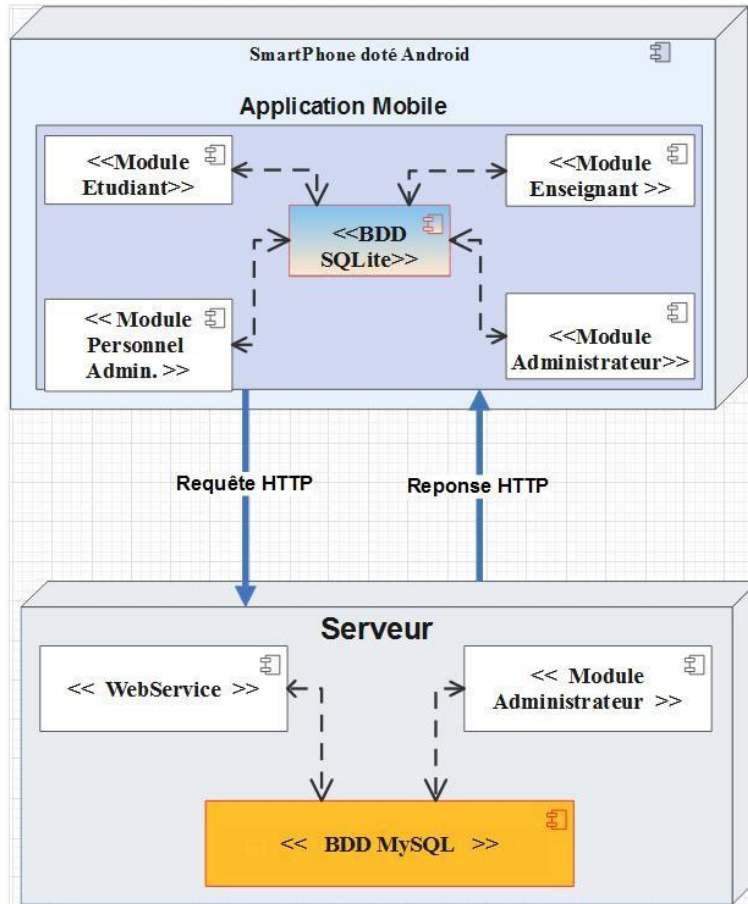 SmartPhone doté Android
Application Mobile
<<Module
Etudiant>>
<<Module
Enseignant >>
<<BDD
SQLite>>
<< Module
Personnel
Admin. >>
<<Module
Administrateur>>
Requête HTTP
Reponse HTTP
Serveur
<< WebService >>
<< Module
Administrateur >>
<< BDD MySQL >>